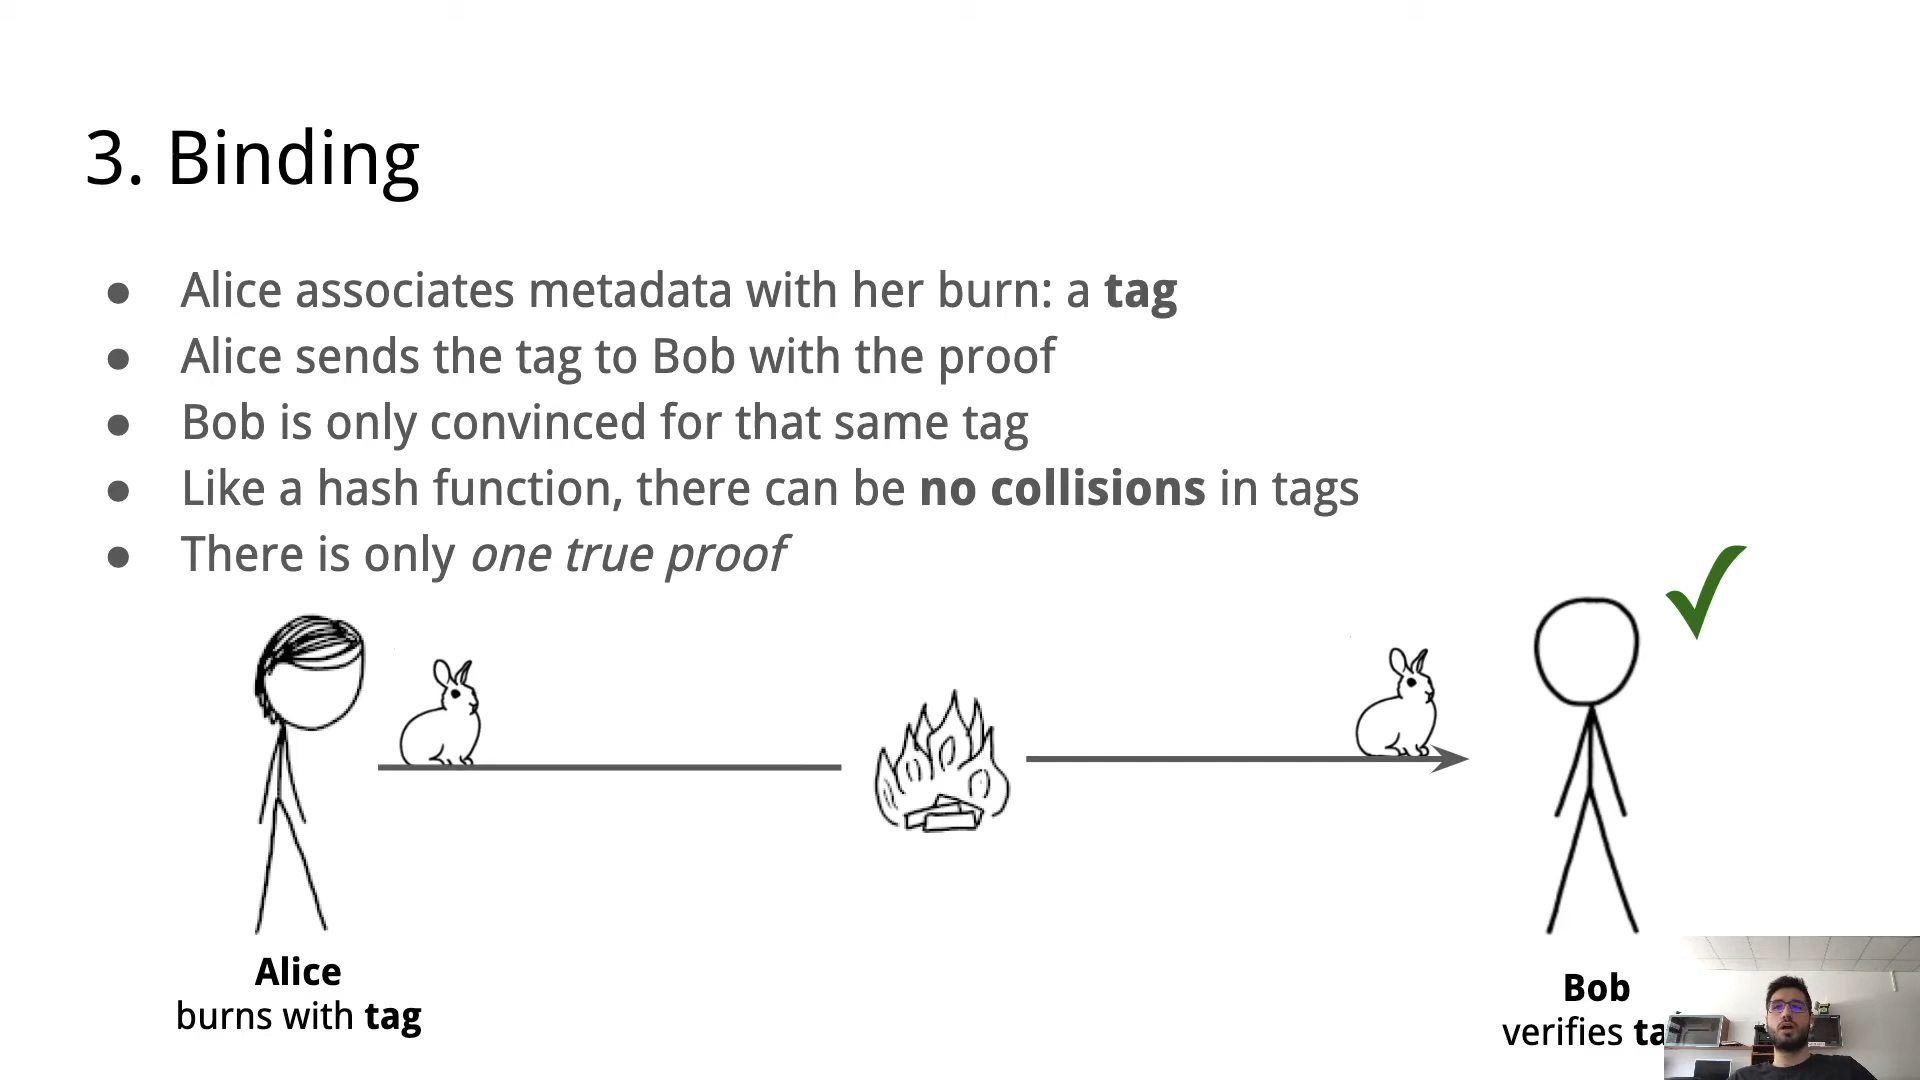 3. Binding
● Alice associates metadata with her burn: a tag
● Alice sends the tag to Bob with the proof
● Bob is only convinced for that same tag
● Like a hash function, there can be no collisions in tags
● There is only one true proof
Alice
burns with tag
Bob
verifies